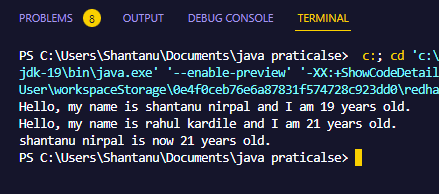 PROBLEMS 8 OUTPUT DEBUG CONSOLE TERMINAL
PS C:\Users\Shantanu\Documents\java praticalse> c:; cd 'c:\
jdk-19\bin\java.exe' '--enable-preview' '-XX:+ShowCodeDetail
User\workspaceStorage\0e4f0ceb76e6a87831f574728c923dd0\redha
Hello, my name is shantanu nirpal and I am 19 years old.
Hello, my name is rahul kardile and I am 21 years old.
shantanu nirpal is now 21 years old.
PS C:\Users\Shantanu\Documents\java praticalse>